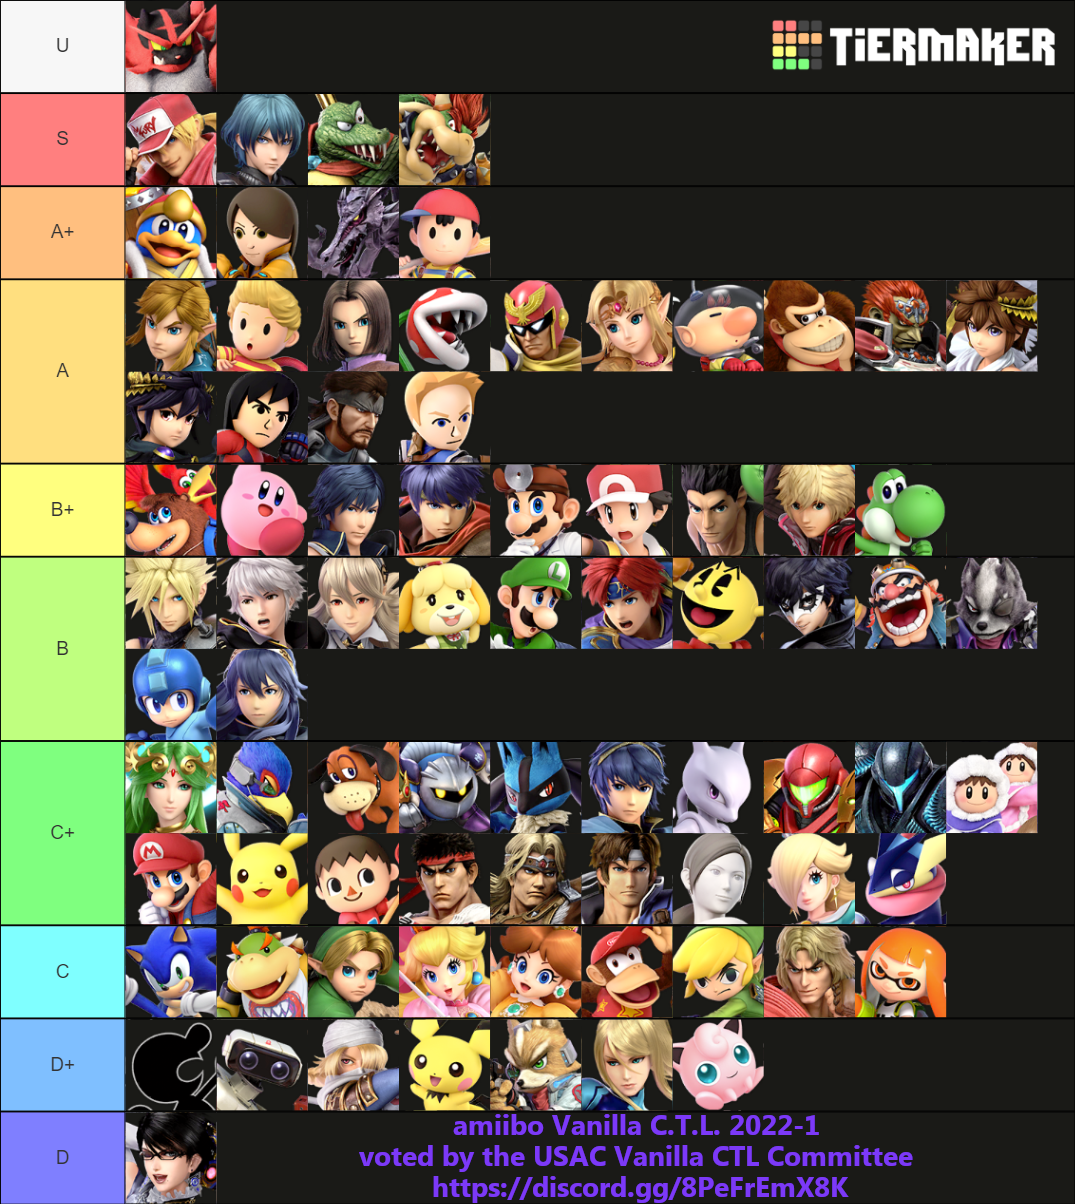 U
TiERMAKER
S
A+
A
B+
B
C+
C
D+
D
amiibo Vanilla C.T.L. 2022-1
voted by the USAC Vanilla CTL Committee
https://discord.gg/8PeFrEmX8K